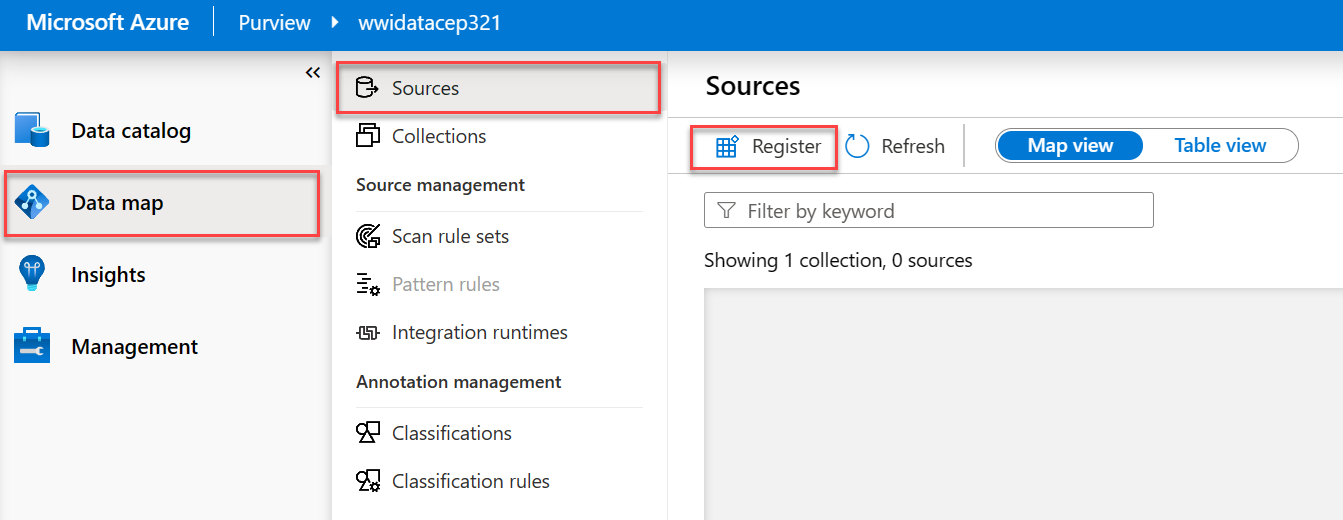 Microsoft Azure Purview wwidatacep321
Data catalog
Data map
Insights
Management
Sources
Collections
Source management
Scan rule sets
Pattern rules
Integration runtimes
Annotation management
Classifications
Classification rules
Sources
Register Refresh Map view Table view
Filter by keyword
Showing 1 collection, 0 sources